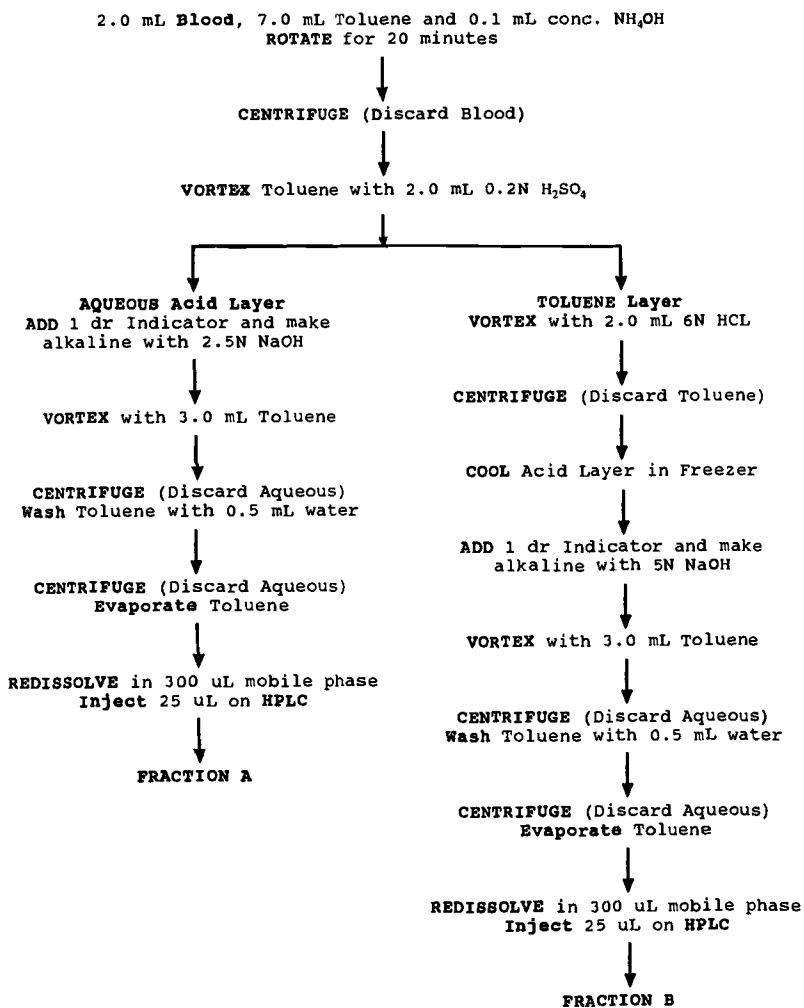 2.0 mL Blood, 7.0 mL Toluene and 0.1 mL conc. NH₄OH
ROTATE for 20 minutes
CENTRIFUGE (Discard Blood)
VORTEX Toluene with 2.0 mL 0.2N H₂SO₄
AQUEOUS Acid Layer
ADD 1 dr Indicator and make
alkaline with 2.5N NaOH
VORTEX with 3.0 mL Toluene
CENTRIFUGE (Discard Aqueous)
Wash Toluene with 0.5 mL water
CENTRIFUGE (Discard Aqueous)
Evaporate Toluene
REDISSOLVE in 300 uL mobile phase
Inject 25 uL on HPLC
FRACTION A
TOLUENE Layer
VORTEX with 2.0 mL 6N HCL
CENTRIFUGE (Discard Toluene)
COOL Acid Layer in Freezer
ADD 1 dr Indicator and make
alkaline with 5N NaOH
VORTEX with 3.0 mL Toluene
CENTRIFUGE (Discard Aqueous)
Wash Toluene with 0.5 mL water
CENTRIFUGE (Discard Aqueous)
Evaporate Toluene
REDISSOLVE in 300 uL mobile phase
Inject 25 uL on HPLC
FRACTION B